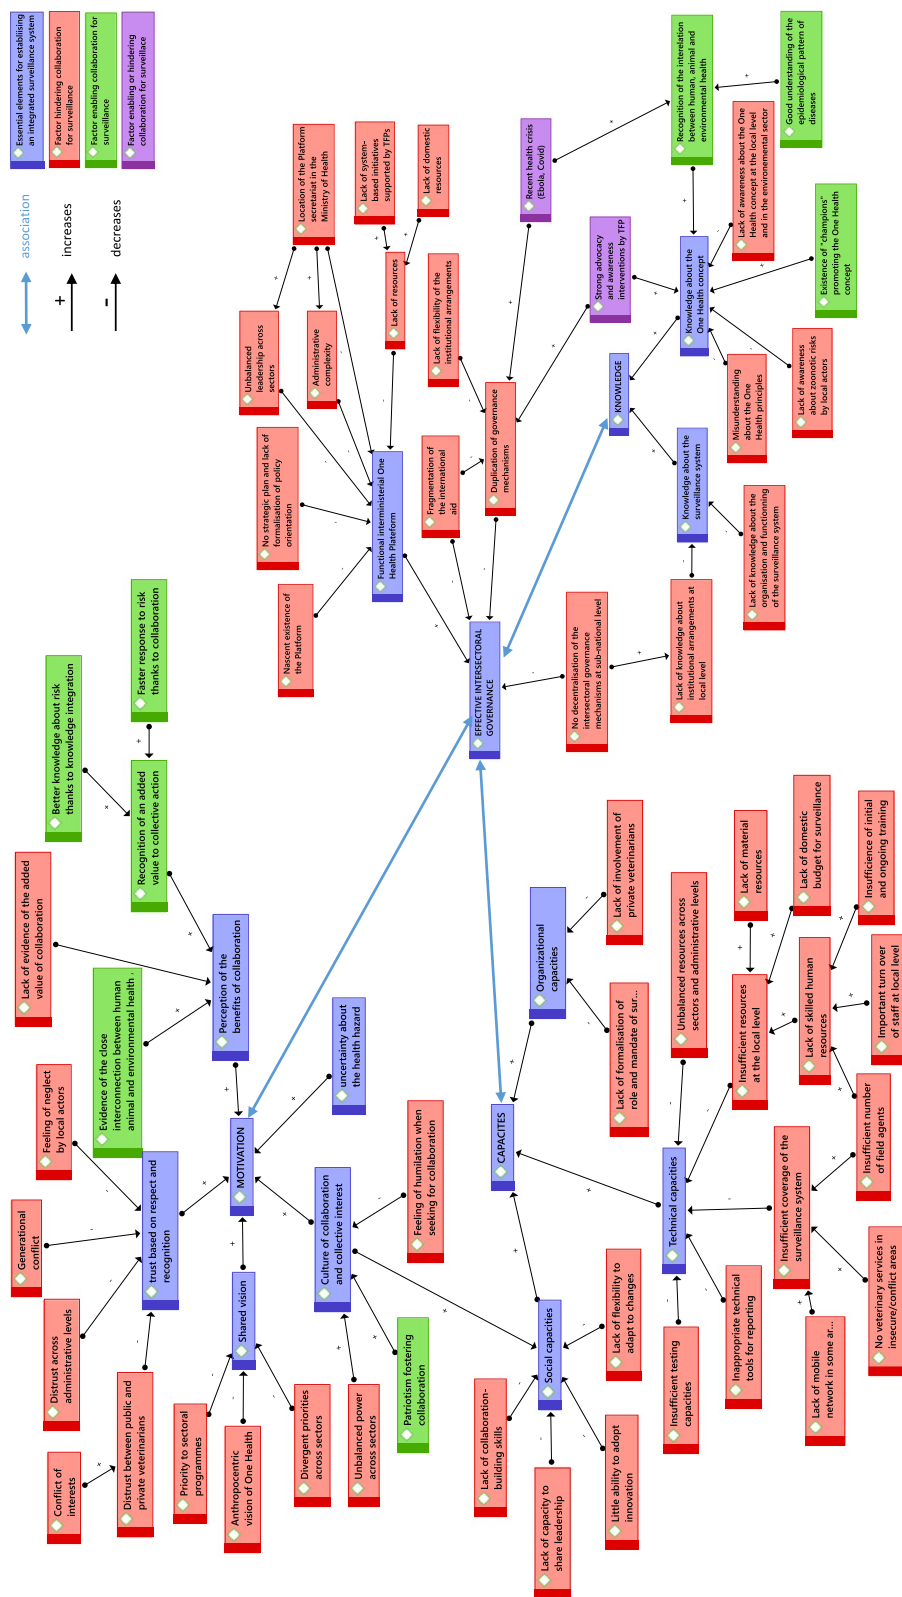 Essential elements for establising
an integrated surveillance system
Factor hindering collaboration
for surveillance
Factor enabling collaboration for
surveillance
Factor enabling or hindering
collaboration for surveillace
association
+
increases
-
decreases
Conflict of
interests
Distrust between public and
private veterinarians
Distrust across
administrative levels
Generational
conflict
Feeling of neglect
by local actors
trust based on respect and
recognition
Evidence of the close
interconnection between human
animal and environmental health ,
Lack of evidence of the added
value of collaboration
Better knowledge about risk
thanks to knowledge integration
Recognition of an added
value to collective action
Faster response to risk
thanks to collaboration
Perception of the
benefits of collaboration
MOTIVATION
uncertainty about
the health hazard
Priority to sectoral
programmes
Anthropocentric
vision of One Health
Divergent priorities
across sectors
Shared vision
Unbalanced power
across sectors
Patriotism fostering
collaboration
Culture of collaboration
and collective interest
Feeling of humilation when
seeking for collaboration
Nascent existence of
the Platform
No strategic plan and lack of
formalisation of policy
orientation
Unbalanced
leadership across
sectors
Administrative
complexity
Location of the Platform
secretariat in the
Ministry of Health
Lack of system-
based initiatives
supported by TFPs
Lack of domestic
resources
Lack of resources
Functional interministerial One
Health Plateform
Fragmentation of
the international
aid
Lack of flexibility of the
institutional arrangements
Duplication of governance
mechanisms
Recent health crisis
(Ebola, Covid)
Strong advocacy
and awareness
interventions by TFP
EFFECTIVE INTERSECTORAL
GOVERNANCE
No decentralisation of the
intersectoral governance
mechanisms at sub-national level
Lack of knowledge about
institutional arrangements at
local level
KNOWLEDGE
Knowledge about the
surveillance system
Lack of knowledge about the
organisation and functionning
of the surveillance system
Knowledge about the
One Health concept
Misunderstanding
about the One
Health principles
Lack of awareness
about zoonotic risks
by local actors
Existence of "champions"
promoting the One Health
concept
Lack of awareness about the One
Health concept at the local level
and in the environemental sector
Recognition of the interelation
between human, animal and
environmental health
Good understanding of the
epidemiological pattern of
diseases
CAPACITES
Organizational
capacities
Lack of formalisation of
role and mandate of sur...
Lack of involvement of
private veterinarians
Social capacities
Lack of collaboration-
building skills
Lack of capacity to
share leadership
Little ability to adopt
innovation
Lack of flexibility to
adapt to changes
Technical capacities
Insufficient testing
capacities
Inappropriate technical
tools for reporting
Unbalanced resources across
sectors and administrative levels
Insufficient resources
at the local level
Lack of material
resources
Lack of domestic
budget for surveillance
Lack of skilled human
resources
Insufficience of initial
and ongoing training
Important turn over
of staff at local level
Insufficient number
of field agents
Insufficient coverage of the
surveillance system
Lack of mobile
network in some ar...
No veterinary services in
insecure/conflict areas